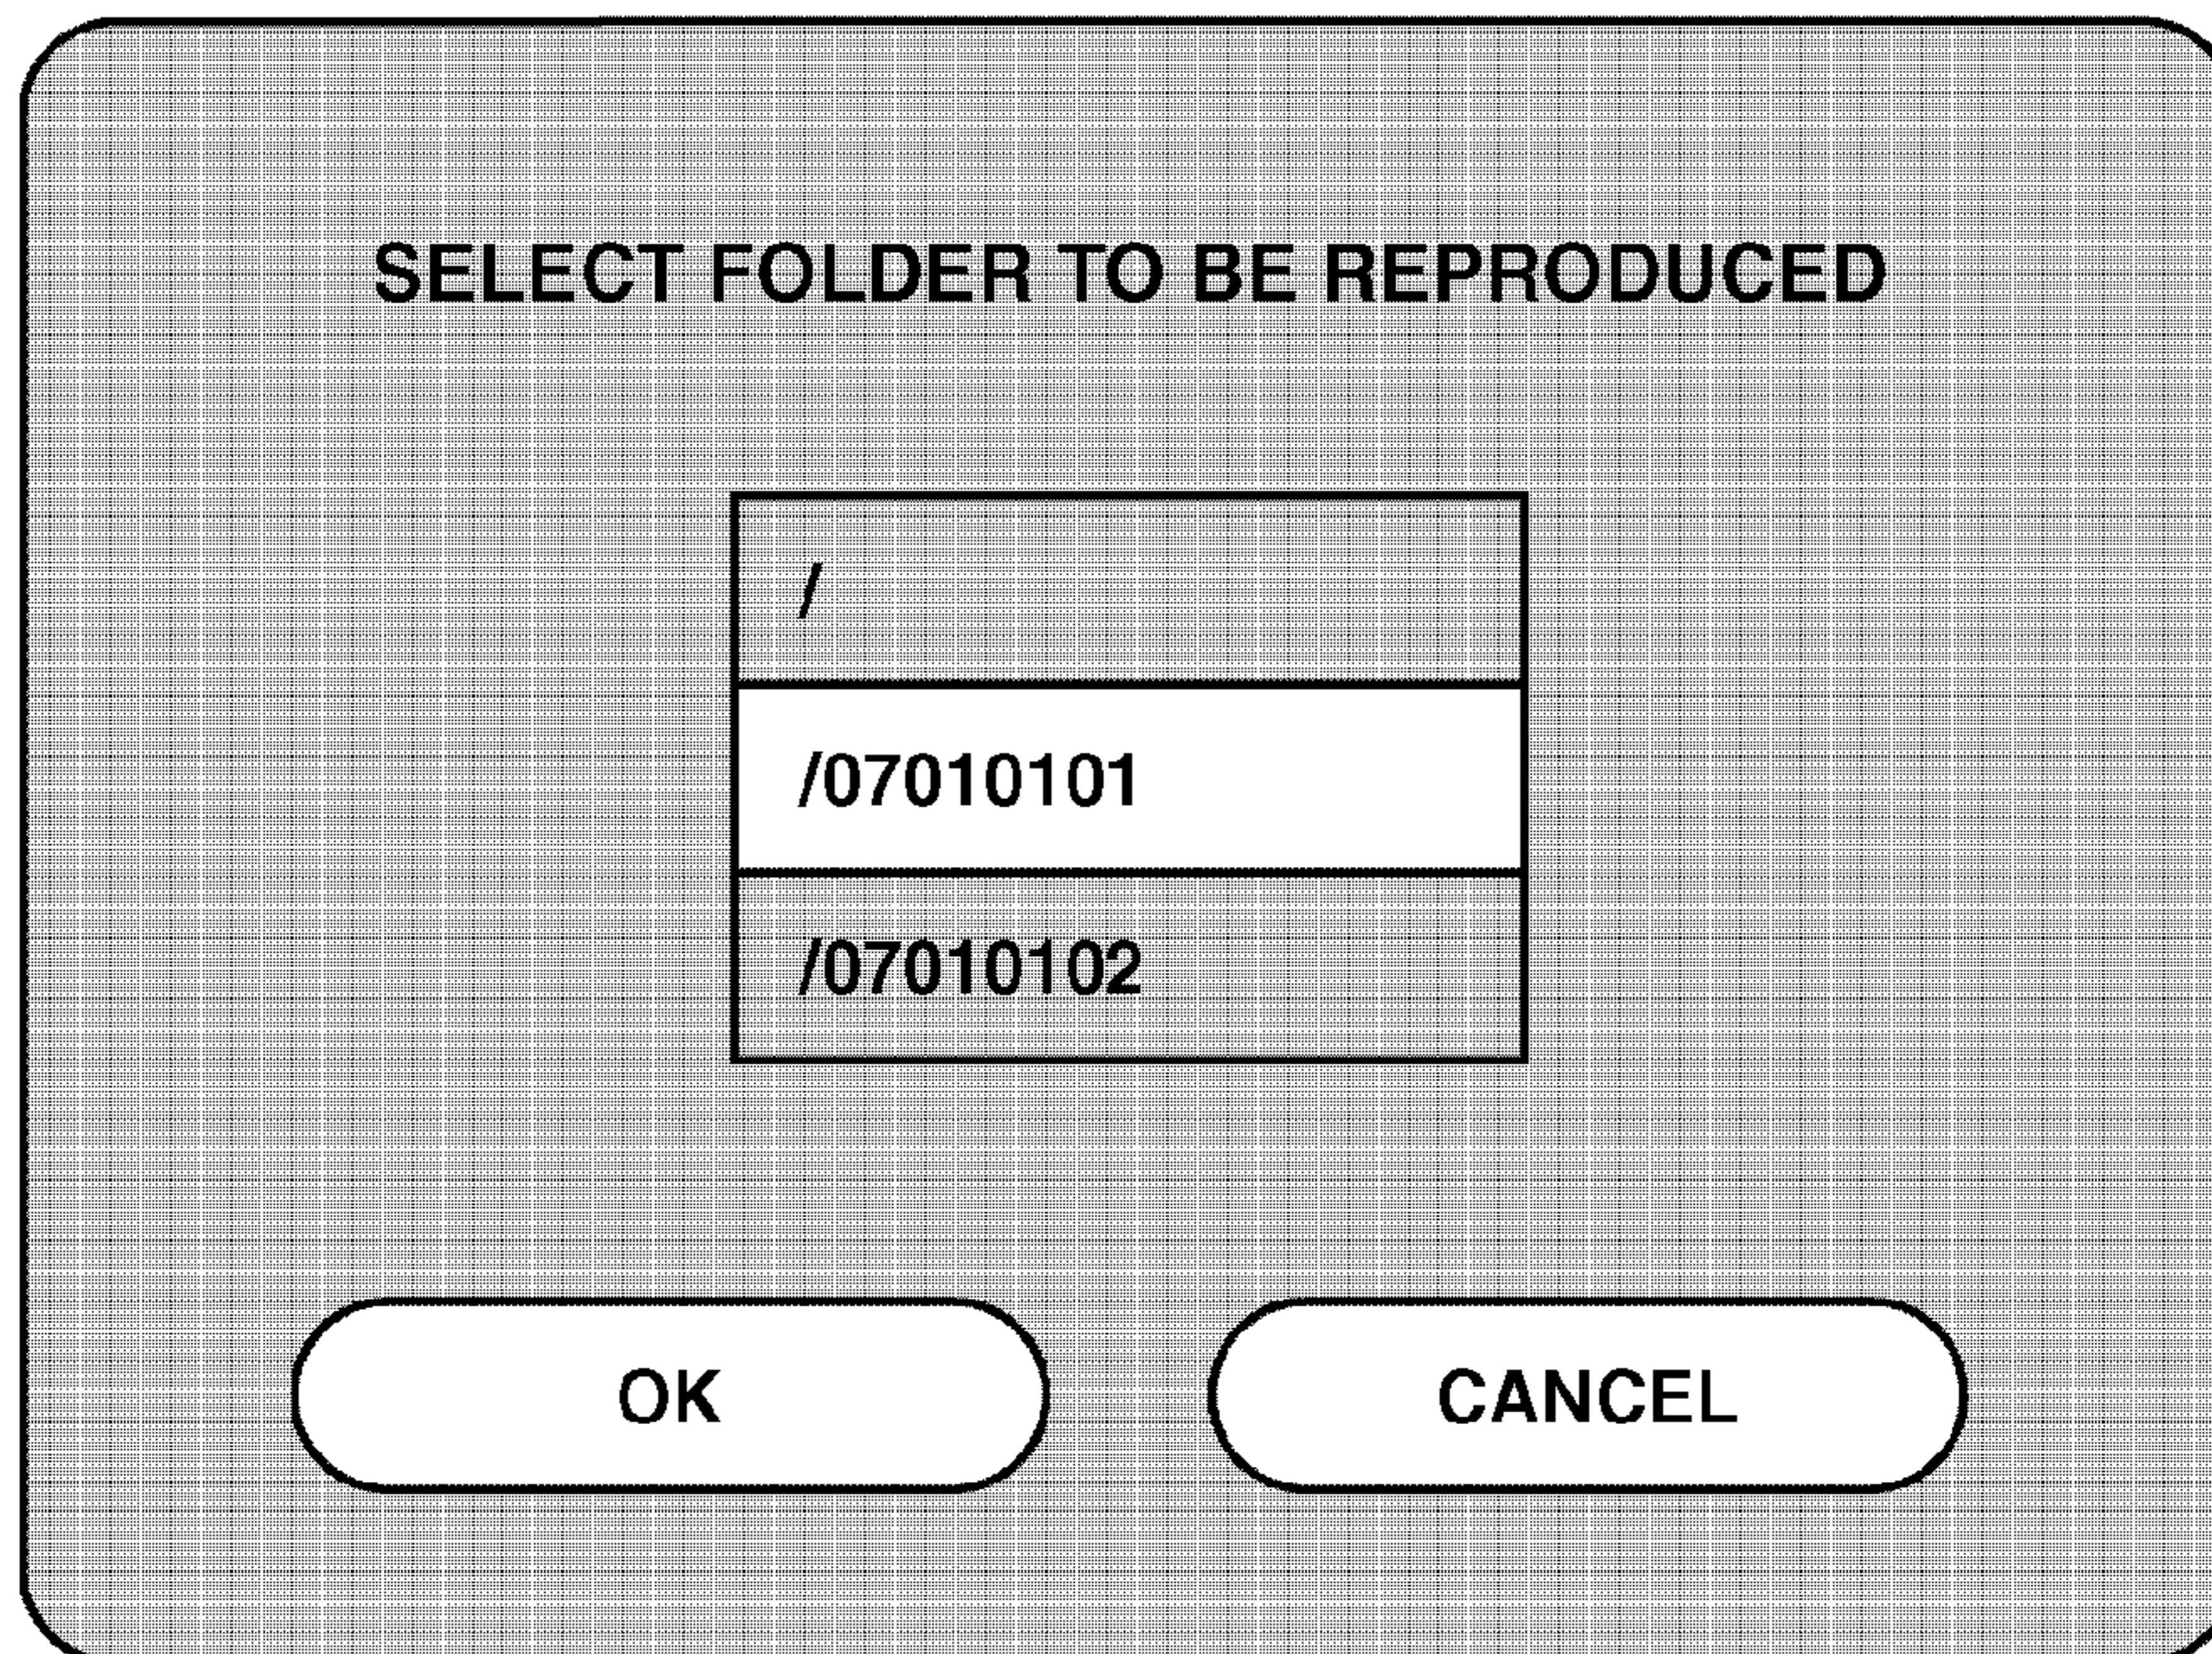 SELECT FOLDER TO BE REPRODUCED
/
/07010101
/07010102
OK
CANCEL